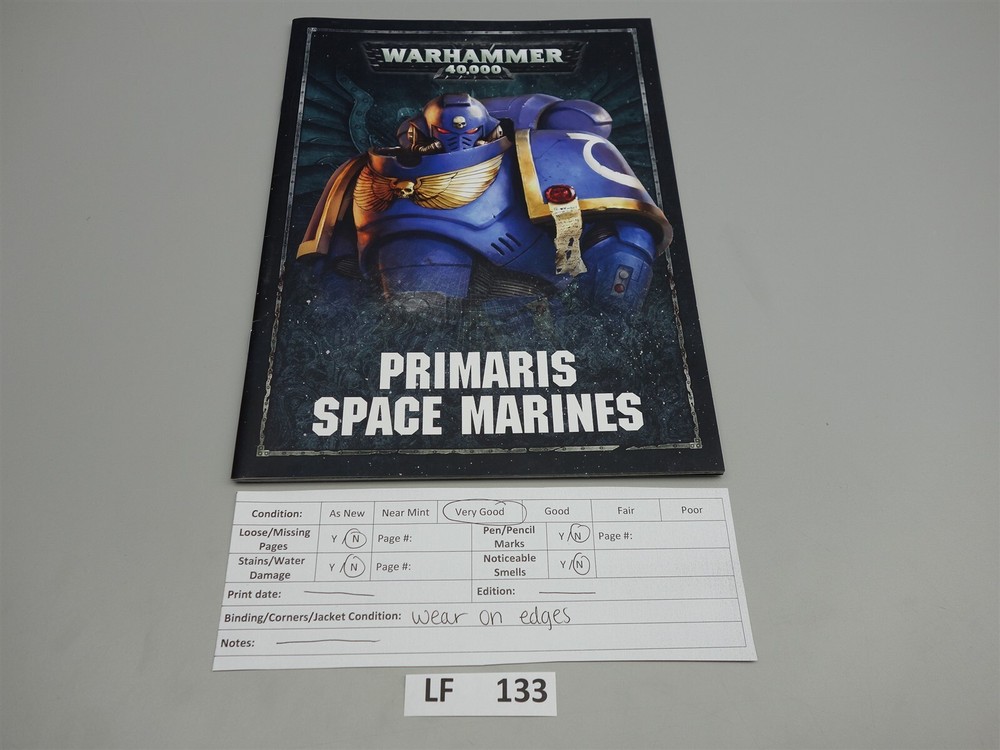 WARHAMMER
40,000
PRIMARIS
SPACE MARINES
Condition: As New Near Mint Very Good Good Fair Poor
Loose/Missing Pages Y / N Page #: Pen/Pencil Marks Y / N Page #:
Stains/Water Damage Y / N Page #: Noticeable Smells Y / N
Print date: Edition:
Binding/Corners/Jacket Condition: wear on edges
Notes:
LF 133